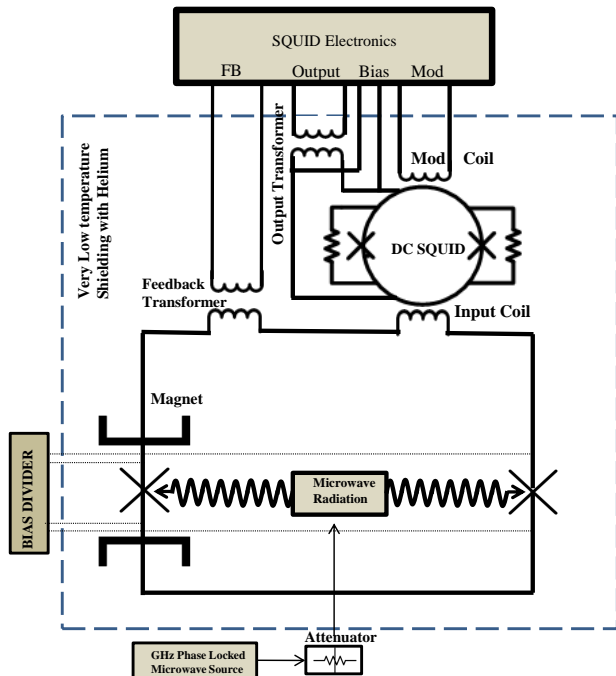 SQUID Electronics
FB Output Bias Mod
Very Low temperature
Shielding with Helium
Output Transformer
Mod Coil
DC SQUID
Feedback
Transformer
Input Coil
Magnet
BIAS DIVIDER
Microwave
Radiation
Attenuator
GHz Phase Locked
Microwave Source